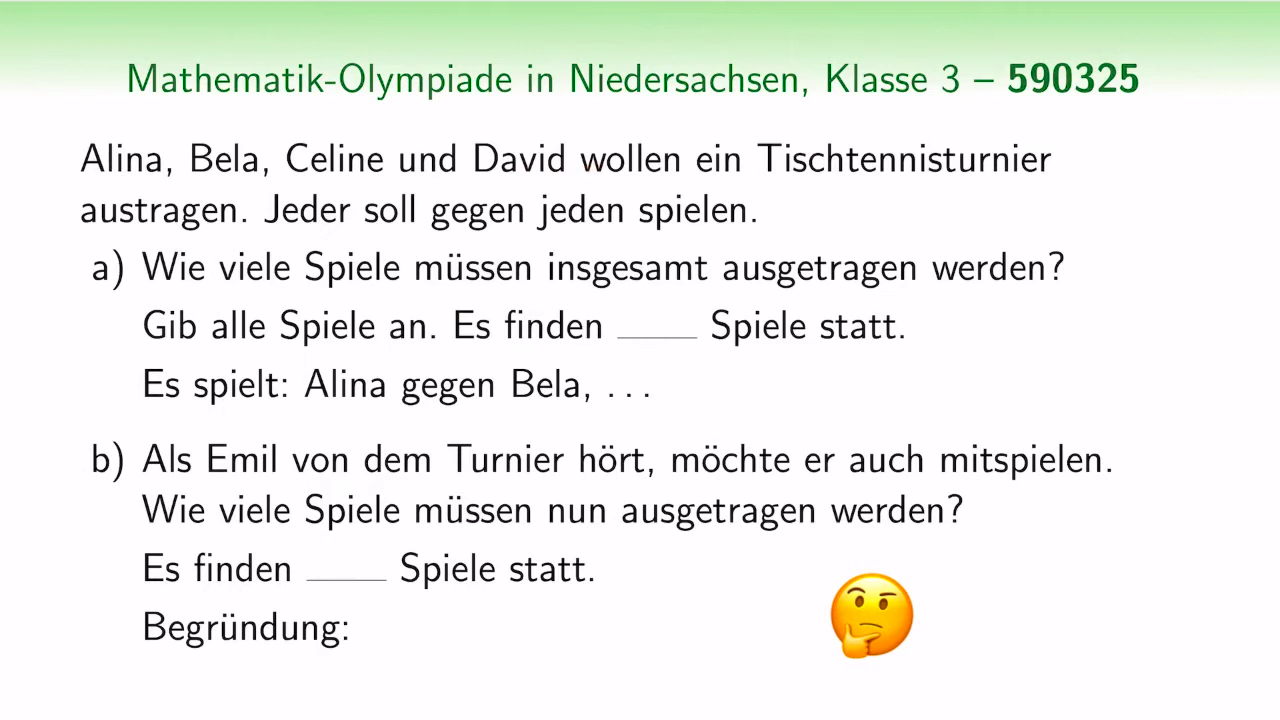 Mathematik-Olympiade in Niedersachsen, Klasse 3 – 590325
Alina, Bela, Celine und David wollen ein Tischtennisturnier
austragen. Jeder soll gegen jeden spielen.
a) Wie viele Spiele müssen insgesamt ausgetragen werden?
Gib alle Spiele an. Es finden ____ Spiele statt.
Es spielt: Alina gegen Bela, ...
b) Als Emil von dem Turnier hört, möchte er auch mitspielen.
Wie viele Spiele müssen nun ausgetragen werden?
Es finden ____ Spiele statt.
Begründung: